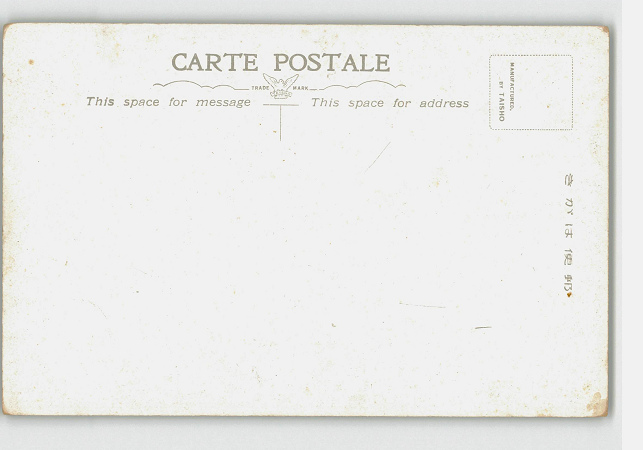 CARTE POSTALE
TRADE MARK
This space for message
This space for address
MANUFACTURED.
BY TAISHO
郵便はがき